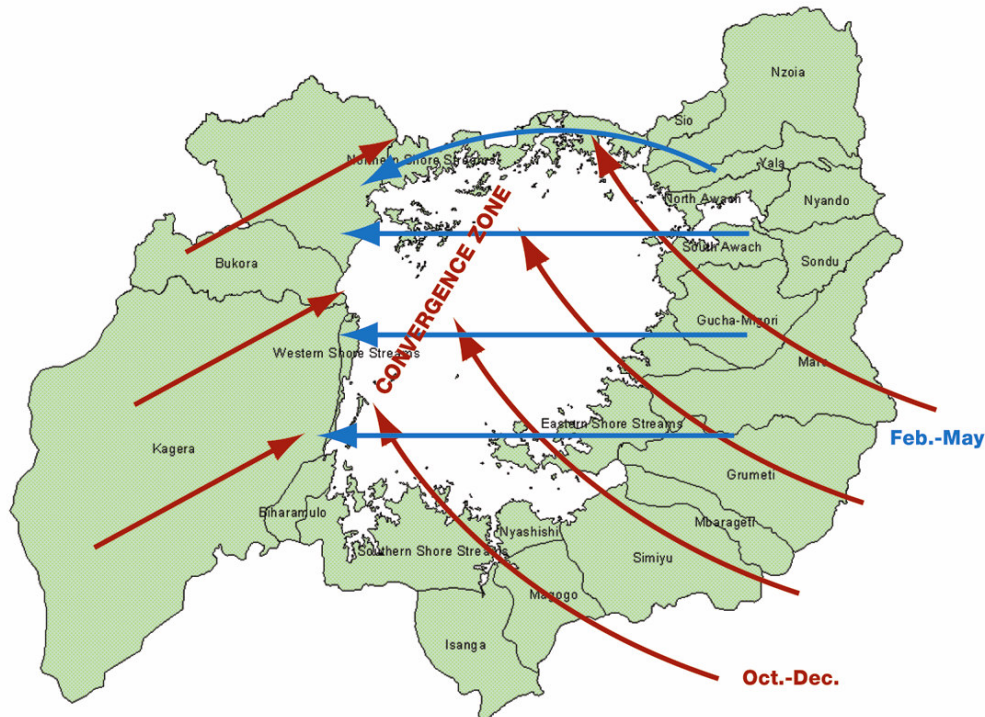 Nzoia
Sio
Northern Shore Streams
Yala
North Awach
Nyando
CONVERGENCE ZONE
Bukora
South Awach
Sondu
Gucha-Migori
Western Shore Streams
Mara
Eastern Shore Streams
Feb.-May
Kagera
Grumeti
Biharamulo
Mbarageti
Nyashishi
Southern Shore Streams
Simiyu
Magogo
Isanga
Oct.-Dec.